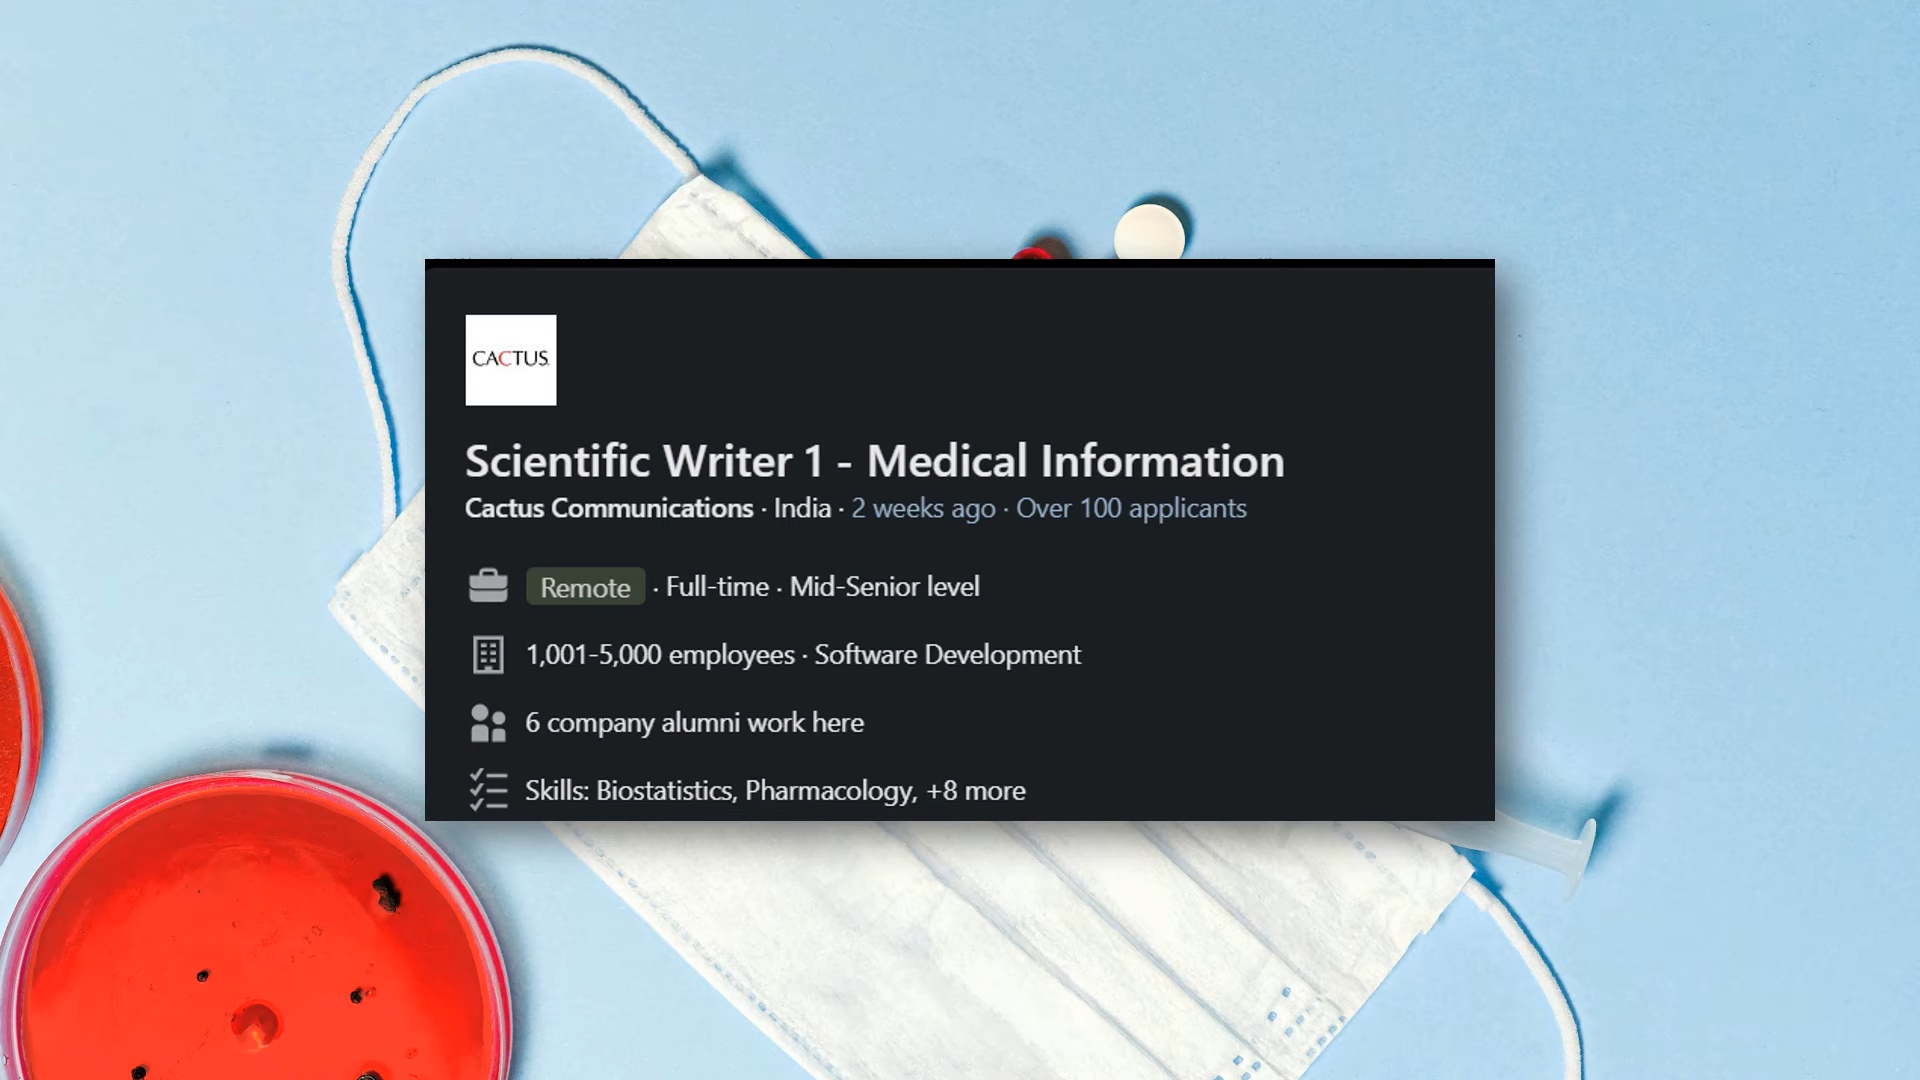 CACTUS
Scientific Writer 1 - Medical Information
Cactus Communications · India · 2 weeks ago · Over 100 applicants
Remote · Full-time · Mid-Senior level
1,001-5,000 employees · Software Development
6 company alumni work here
Skills: Biostatistics, Pharmacology, +8 more